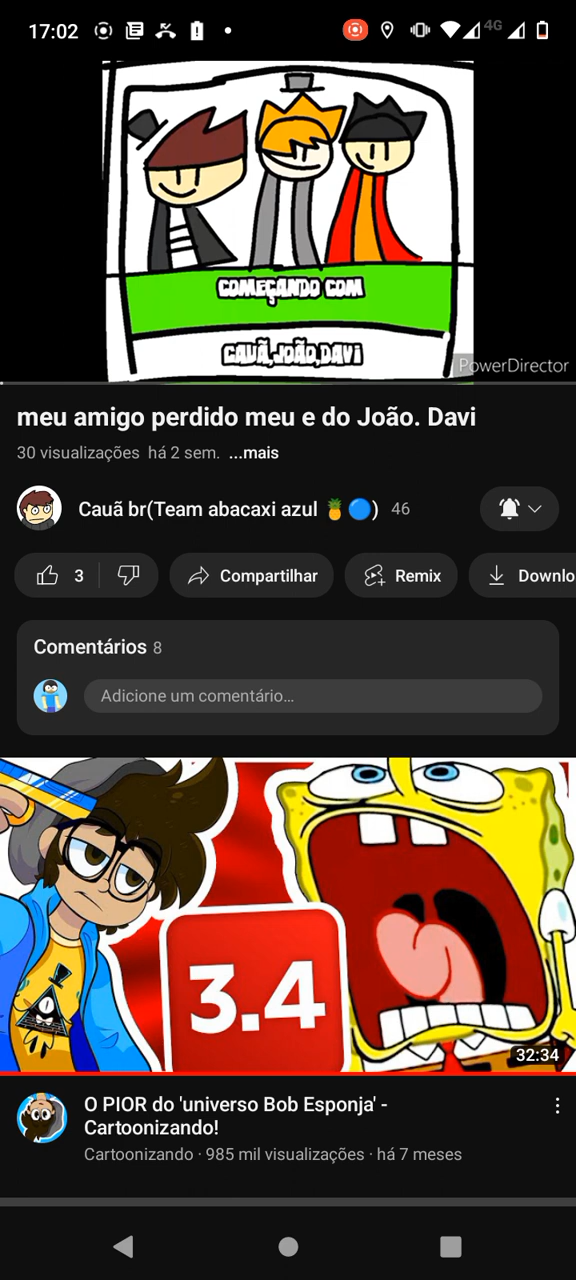 17:02
4G
COMEÇANDO COM
CAUÃ,JOÃO,DAVI
PowerDirector
meu amigo perdido meu e do João. Davi
30 visualizações há 2 sem. ...mais
Cauã br(Team abacaxi azul 🍍🔵) 46
3 Compartilhar Remix Downlo
Comentários 8
Adicione um comentário...
3.4
32:34
O PIOR do 'universo Bob Esponja' -
Cartoonizando!
Cartoonizando · 985 mil visualizações · há 7 meses